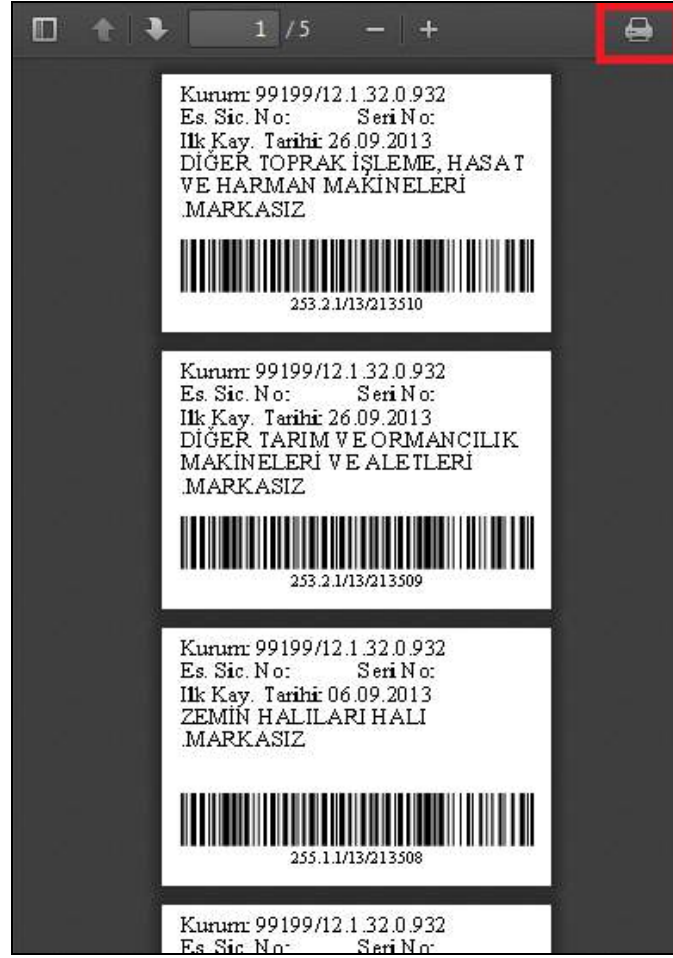 1 /5
Kurum: 99199/12.1.32.0.932
Es. Sic. No: Seri No:
Ilk Kay. Tarihi: 26.09.2013
DİĞER TOPRAK İŞLEME, HASAT
VE HARMAN MAKİNELERİ
.MARKASIZ
253.2.1/13/213510
Kurum: 99199/12.1.32.0.932
Es. Sic. No: Seri No:
Ilk Kay. Tarihi: 26.09.2013
DİĞER TARIM VE ORMANCILIK
MAKİNELERİ VE ALETLERİ
.MARKASIZ
253.2.1/13/213509
Kurum: 99199/12.1.32.0.932
Es. Sic. No: Seri No:
Ilk Kay. Tarihi: 06.09.2013
ZEMİN HALILARI HALI
.MARKASIZ
255.1.1/13/213508
Kurum: 99199/12.1.32.0.932
Es. Sic. No: Seri No: